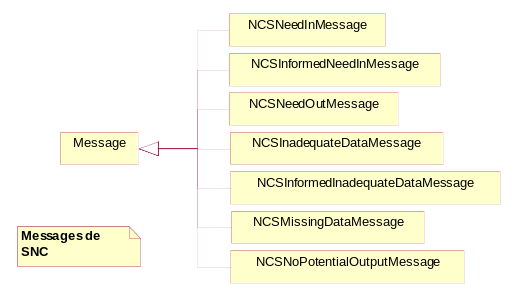 NCSNeedInMessage
NCSInformedNeedInMessage
NCSNeedOutMessage
Message
NCSInadequateDataMessage
NCSInformedInadequateDataMessage
NCSMissingDataMessage
Messages de
SNC
NCSNoPotentialOutputMessage